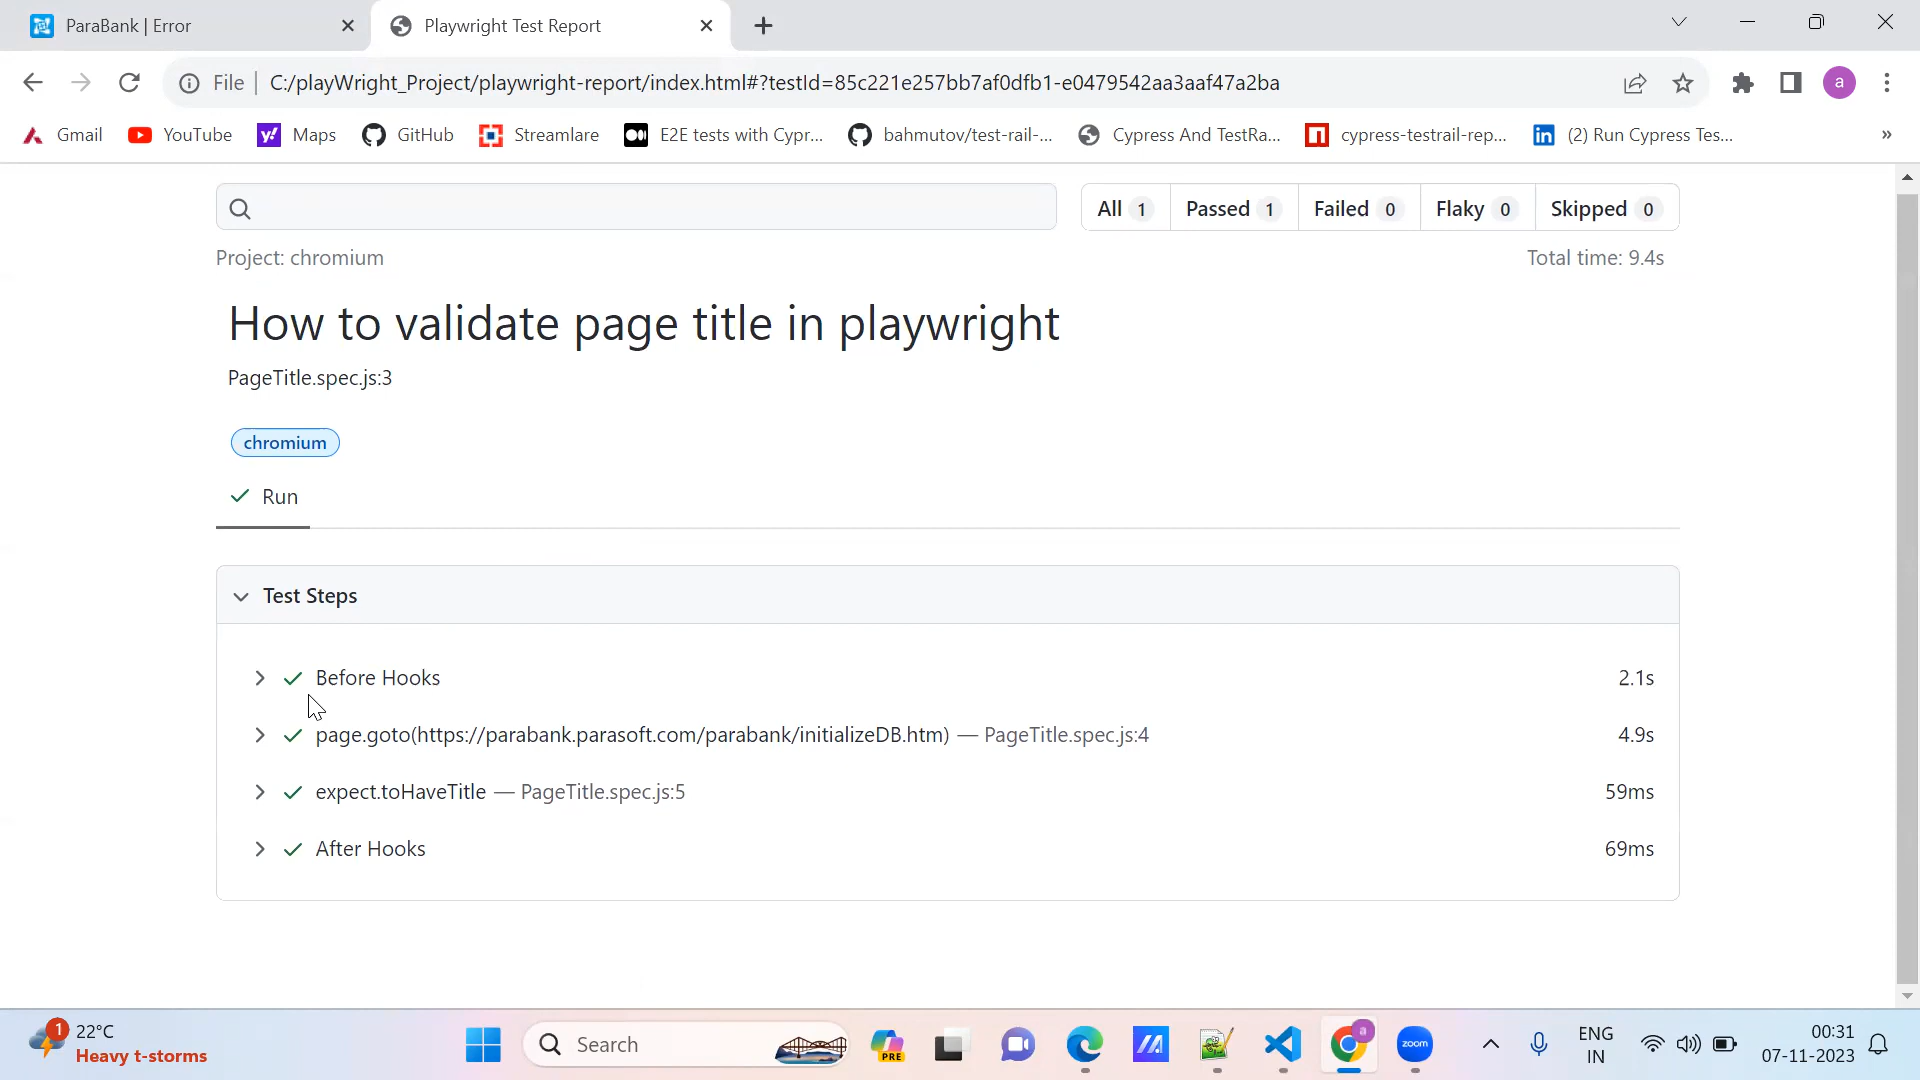 ParaBank | Error
Playwright Test Report
File
C:/playWright_Project/playwright-report/index.html#?testId=85c221e257bb7af0dfb1-e0479542aa3aaf47a2ba
a
Gmail
YouTube
Maps
GitHub
Streamlare
E2E tests with Cypr...
bahmutov/test-rail-...
Cypress And TestRa...
cypress-testrail-rep...
(2) Run Cypress Tes...
»
All 1
Passed 1
Failed 0
Flaky 0
Skipped 0
Project: chromium
Total time: 9.4s
How to validate page title in playwright
PageTitle.spec.js:3
chromium
Run
Test Steps
Before Hooks
2.1s
page.goto(https://parabank.parasoft.com/parabank/initializeDB.htm) — PageTitle.spec.js:4
4.9s
expect.toHaveTitle — PageTitle.spec.js:5
59ms
After Hooks
69ms
1
22°C
Heavy t-storms
Search
PRE
a
zoom
ENG
IN
00:31
07-11-2023